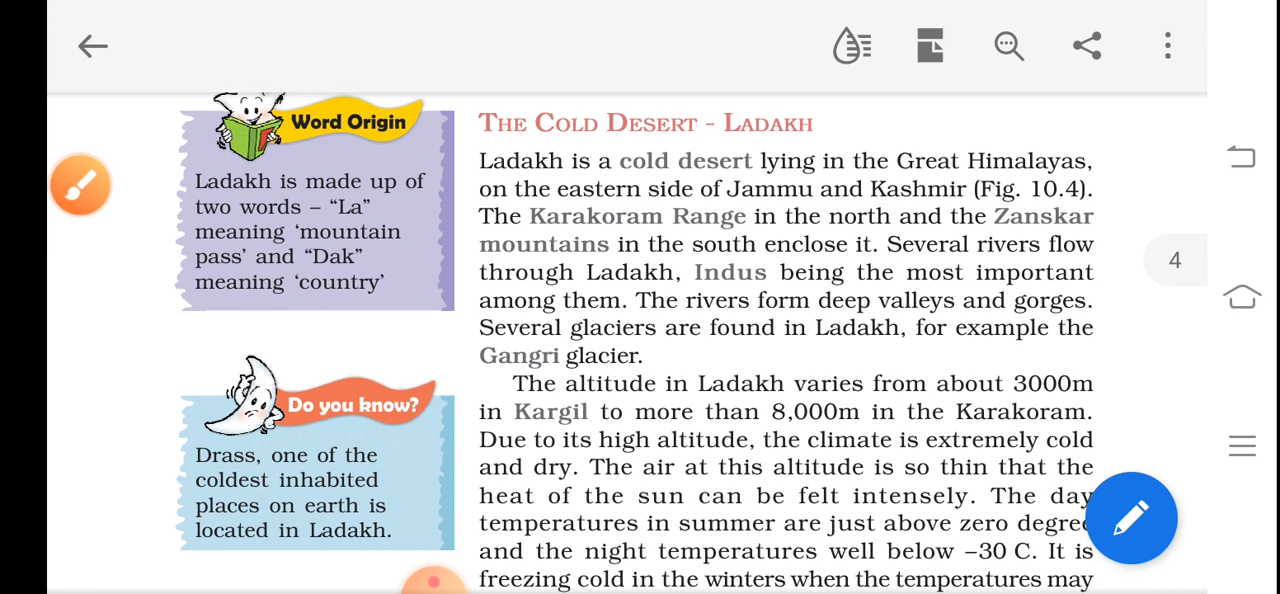 Word Origin
Ladakh is made up of
two words – “La”
meaning ‘mountain
pass’ and “Dak”
meaning ‘country’
Do you know?
Drass, one of the
coldest inhabited
places on earth is
located in Ladakh.
The Cold Desert - Ladakh
Ladakh is a cold desert lying in the Great Himalayas,
on the eastern side of Jammu and Kashmir (Fig. 10.4).
The Karakoram Range in the north and the Zanskar
mountains in the south enclose it. Several rivers flow
through Ladakh, Indus being the most important
among them. The rivers form deep valleys and gorges.
Several glaciers are found in Ladakh, for example the
Gangri glacier.
The altitude in Ladakh varies from about 3000m
in Kargil to more than 8,000m in the Karakoram.
Due to its high altitude, the climate is extremely cold
and dry. The air at this altitude is so thin that the
heat of the sun can be felt intensely. The day
temperatures in summer are just above zero degree
and the night temperatures well below –30 C. It is
freezing cold in the winters when the temperatures may
4